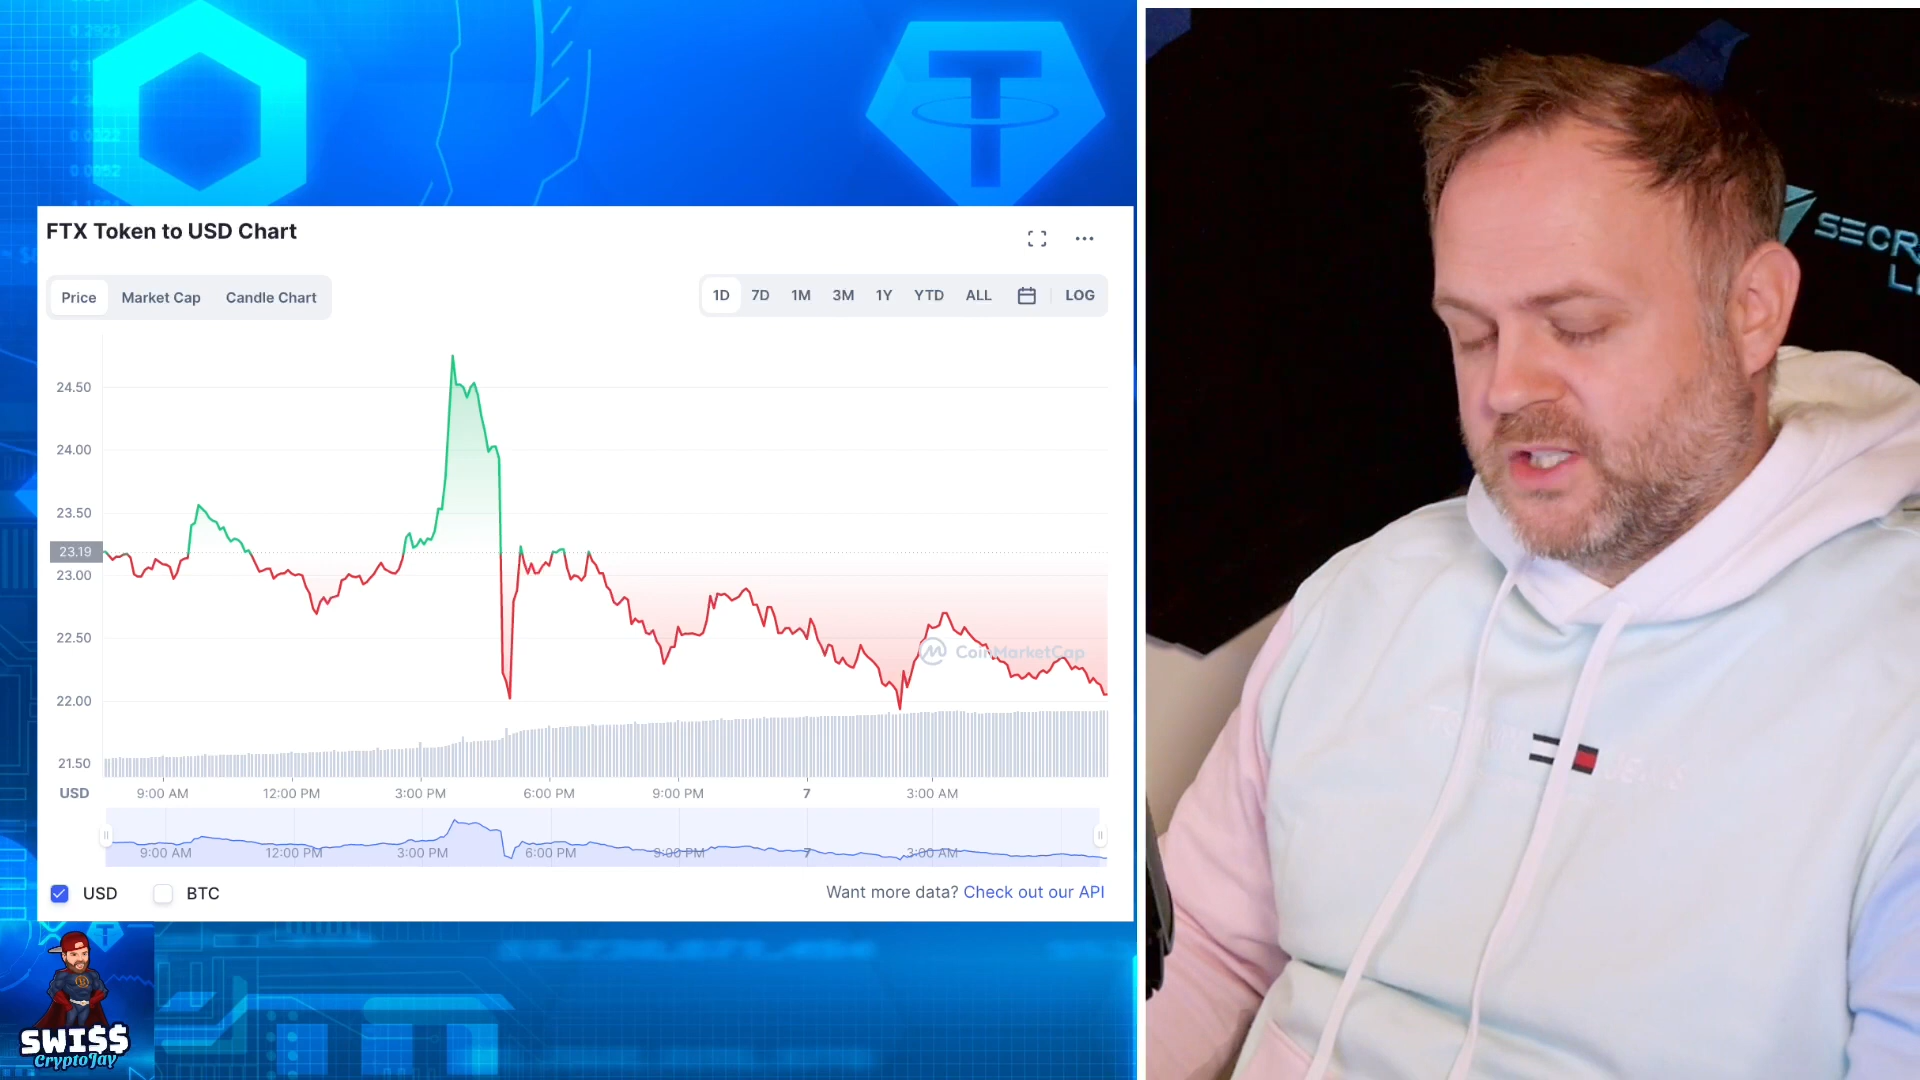 FTX Token to USD Chart
Price Market Cap Candle Chart
1D 7D 1M 3M 1Y YTD ALL LOG
24.50
24.00
23.50
23.19
23.00
22.50
22.00
21.50
CoinMarketCap
USD 9:00 AM 12:00 PM 3:00 PM 6:00 PM 9:00 PM 7 3:00 AM
9:00 AM 12:00 PM 3:00 PM 6:00 PM 9:00 PM 7 3:00 AM
USD BTC
Want more data? Check out our API
SWI$$
CryptoJay
SECR
L